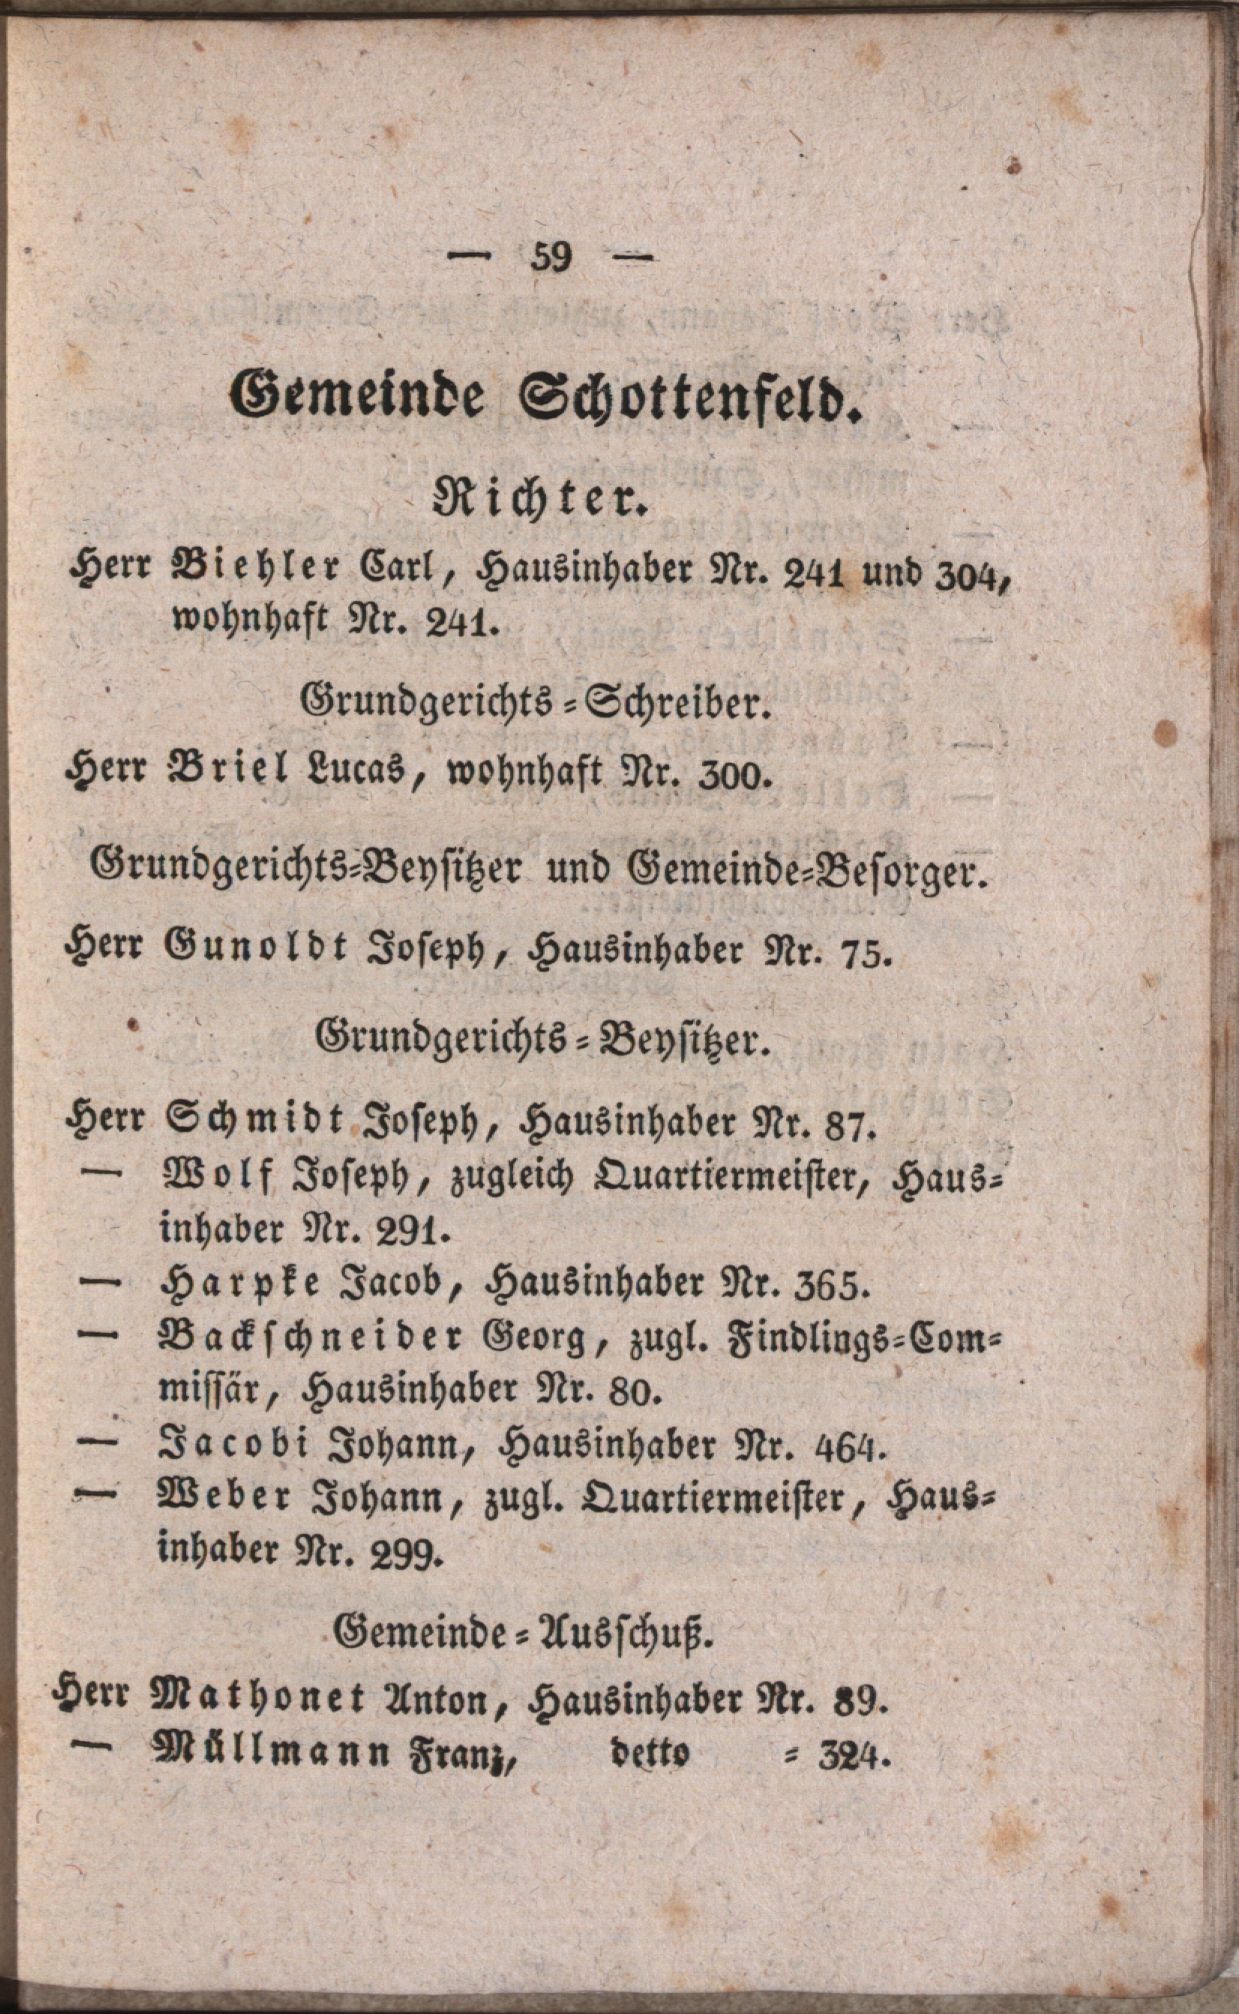 — 59 —
Gemeinde Schottenfeld.
Richter.
Herr Biehler Carl, Hausinhaber Nr. 241 und 304,
wohnhaft Nr. 241.
Grundgerichts-Schreiber.
Herr Briel Lucas, wohnhaft Nr. 300.
Grundgerichts-Beysitzer und Gemeinde-Besorger.
Herr Gunoldt Joseph, Hausinhaber Nr. 75.
Grundgerichts-Beysitzer.
Herr Schmidt Joseph, Hausinhaber Nr. 87.
— Wolf Joseph, zugleich Quartiermeister, Haus-
inhaber Nr. 291.
— Harpke Jacob, Hausinhaber Nr. 365.
— Backschneider Georg, zugl. Findlings-Com-
missär, Hausinhaber Nr. 80.
— Jacobi Johann, Hausinhaber Nr. 464.
— Weber Johann, zugl. Quartiermeister, Haus-
inhaber Nr. 299.
Gemeinde-Ausschuß.
Herr Mathonet Anton, Hausinhaber Nr. 89.
— Müllmann Franz, detto = 324.